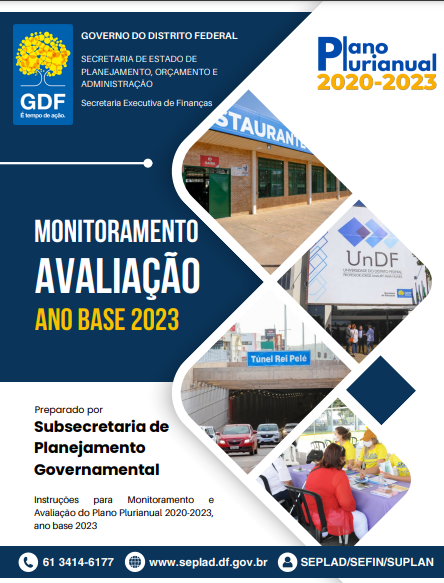 GOVERNO DO DISTRITO FEDERAL
SECRETARIA DE ESTADO DE
PLANEJAMENTO, ORÇAMENTO E
ADMINISTRAÇÃO
Secretaria Executiva de Finanças
GDF
É tempo de ação.
Plano
Plurianual
2020-2023
STAURANTE
MONITORAMENTO
AVALIAÇÃO
ANO BASE 2023
UnDF
Túnel Rei Pelé
Preparado por
Subsecretaria de
Planejamento
Governamental
Instruções para Monitoramento e
Avaliação do Plano Plurianual 2020-2023,
ano base 2023
61 3414-6177
www.seplad.df.gov.br
SEPLAD/SEFIN/SUPLAN